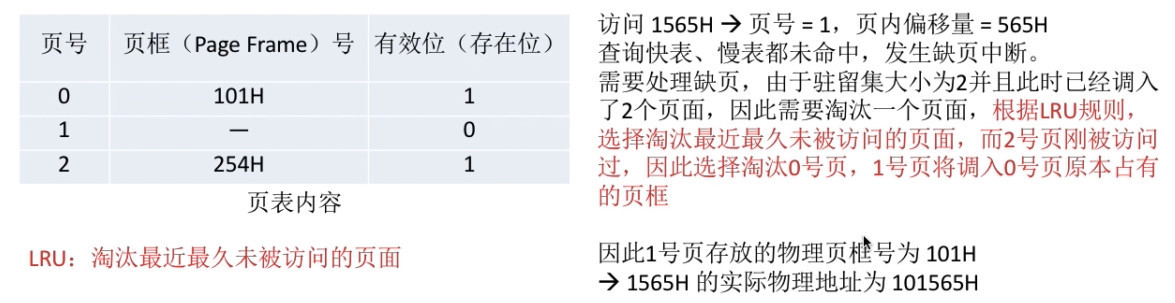 页号 页框（Page Frame）号 有效位（存在位）
0 101H 1
1 — 0
2 254H 1
页表内容
LRU：淘汰最近最久未被访问的页面
访问 1565H → 页号 = 1，页内偏移量 = 565H
查询快表、慢表都未命中，发生缺页中断。
需要处理缺页，由于驻留集大小为2并且此时已经调入
了2个页面，因此需要淘汰一个页面，根据LRU规则，
选择淘汰最近最久未被访问的页面，而2号页刚被访问
过，因此选择淘汰0号页，1号页将调入0号页原本占有
的页框
因此1号页存放的物理页框号为 101H
→ 1565H 的实际物理地址为 101565H